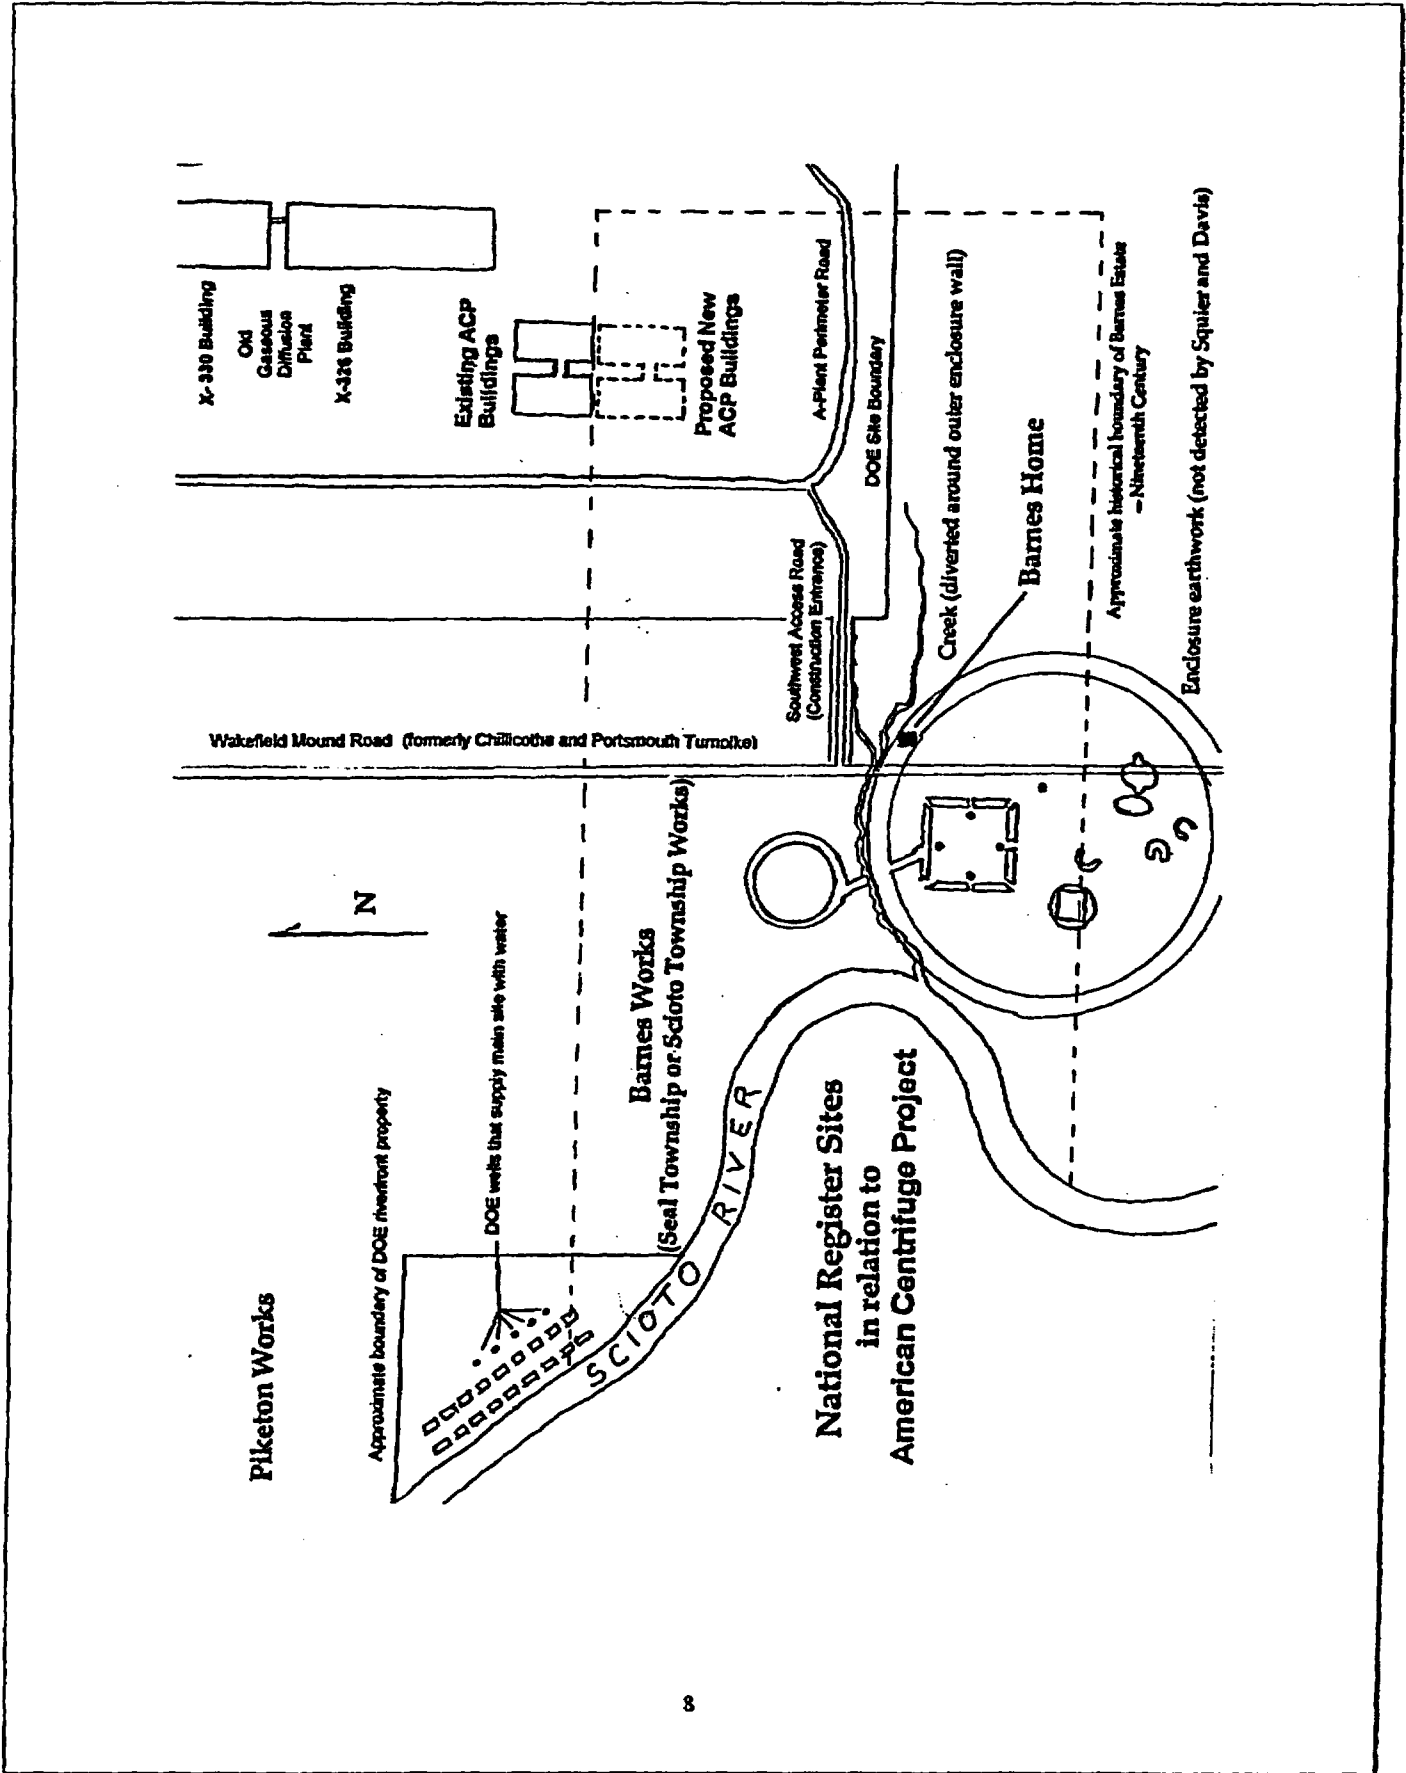 Piketon Works
Approximate boundary of DOE riverfront property
DOE wells that supply main site with water
N
Barnes Works
(Seal Township or Scioto Township Works)
SCIOTO RIVER
National Register Sites
in relation to
American Centrifuge Project
Wakefield Mound Road (formerly Chillicothe and Portsmouth Turnpike)
X-330 Building
Old
Gaseous
Diffusion
Plant
X-326 Building
Existing ACP
Buildings
Proposed New
ACP Buildings
A-Plant Perimeter Road
DOE Site Boundary
Southwest Access Road
(Construction Entrance)
Creek (diverted around outer enclosure wall)
Barnes Home
Approximate historical boundary of Barnes Estate
– Nineteenth Century
Enclosure earthwork (not detected by Squier and Davis)
8